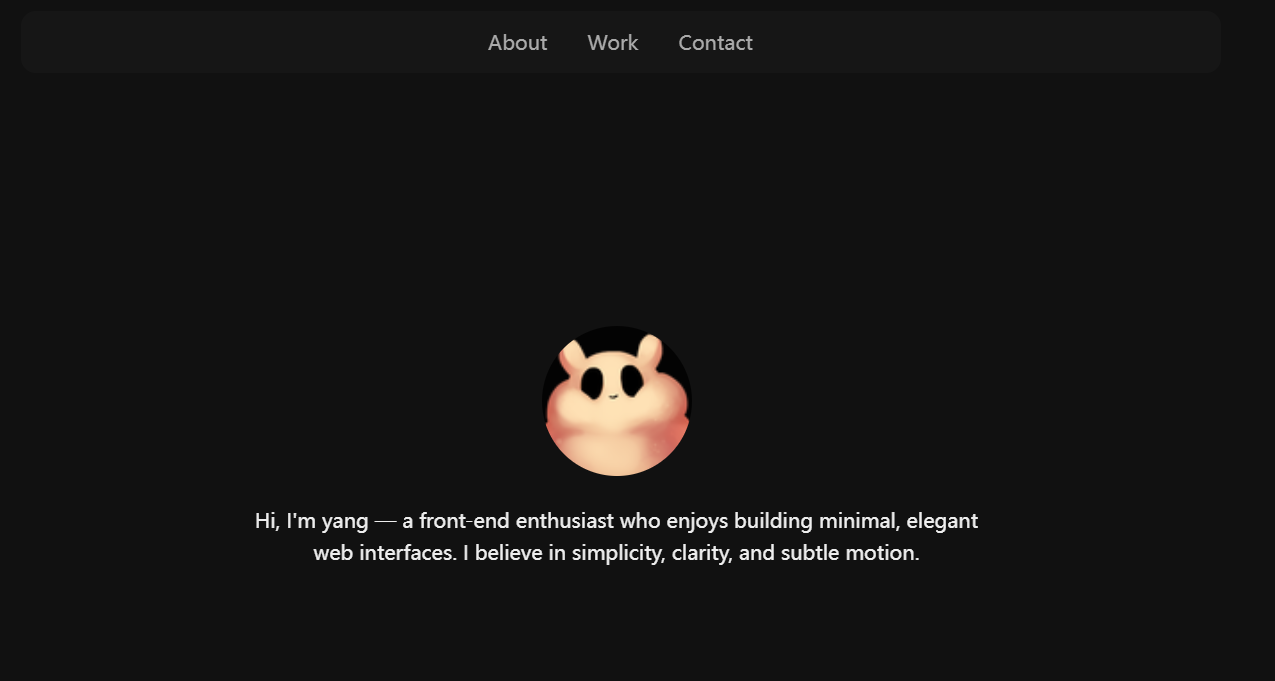 About Work Contact
Hi, I'm yang — a front-end enthusiast who enjoys building minimal, elegant
web interfaces. I believe in simplicity, clarity, and subtle motion.